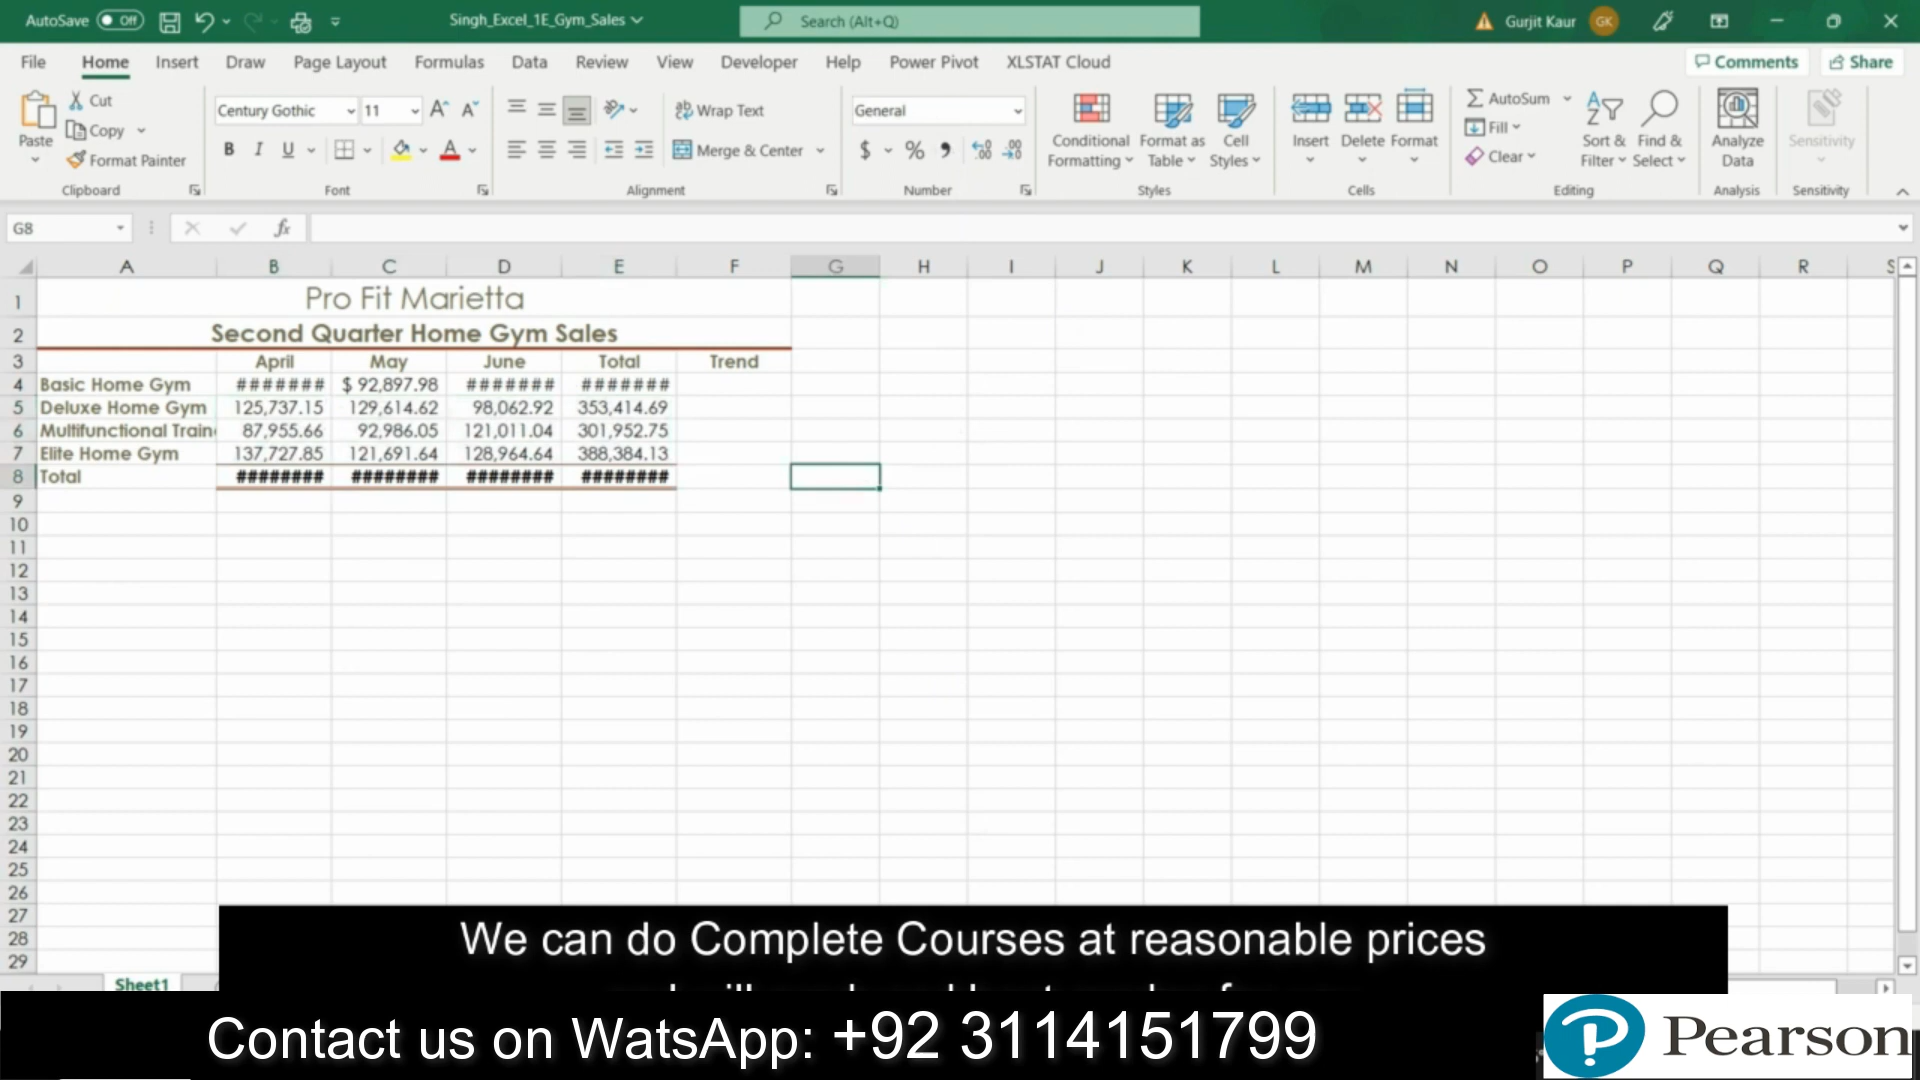 AutoSave Off Singh_Excel_1E_Gym_Sales Search (Alt+Q) Gurjit Kaur GK
File Home Insert Draw Page Layout Formulas Data Review View Developer Help Power Pivot XLSTAT Cloud Comments Share
Paste Cut Copy Format Painter
Clipboard
Century Gothic 11
B I U A
Font
Wrap Text
Merge & Center
Alignment
General
$ % 9
Number
Conditional Formatting Format as Table Cell Styles
Styles
Insert Delete Format
Cells
AutoSum
Fill
Clear
Sort & Filter Find & Select
Editing
Analyze Data
Analysis
Sensitivity
Sensitivity
G8 fx
A B C D E F G H I J K L M N O P Q R S
1 Pro Fit Marietta
2 Second Quarter Home Gym Sales
3 April May June Total Trend
4 Basic Home Gym ####### $ 92,897.98 ####### #######
5 Deluxe Home Gym 125,737.15 129,614.62 98,062.92 353,414.69
6 Multifunctional Train 87,955.66 92,986.05 121,011.04 301,952.75
7 Elite Home Gym 137,727.85 121,691.64 128,964.64 388,384.13
8 Total ######## ######## ######## ########
9
10
11
12
13
14
15
16
17
18
19
20
21
22
23
24
25
26
27
28
29
Sheet1
We can do Complete Courses at reasonable prices
Contact us on WatsApp: +92 3114151799
Pearson